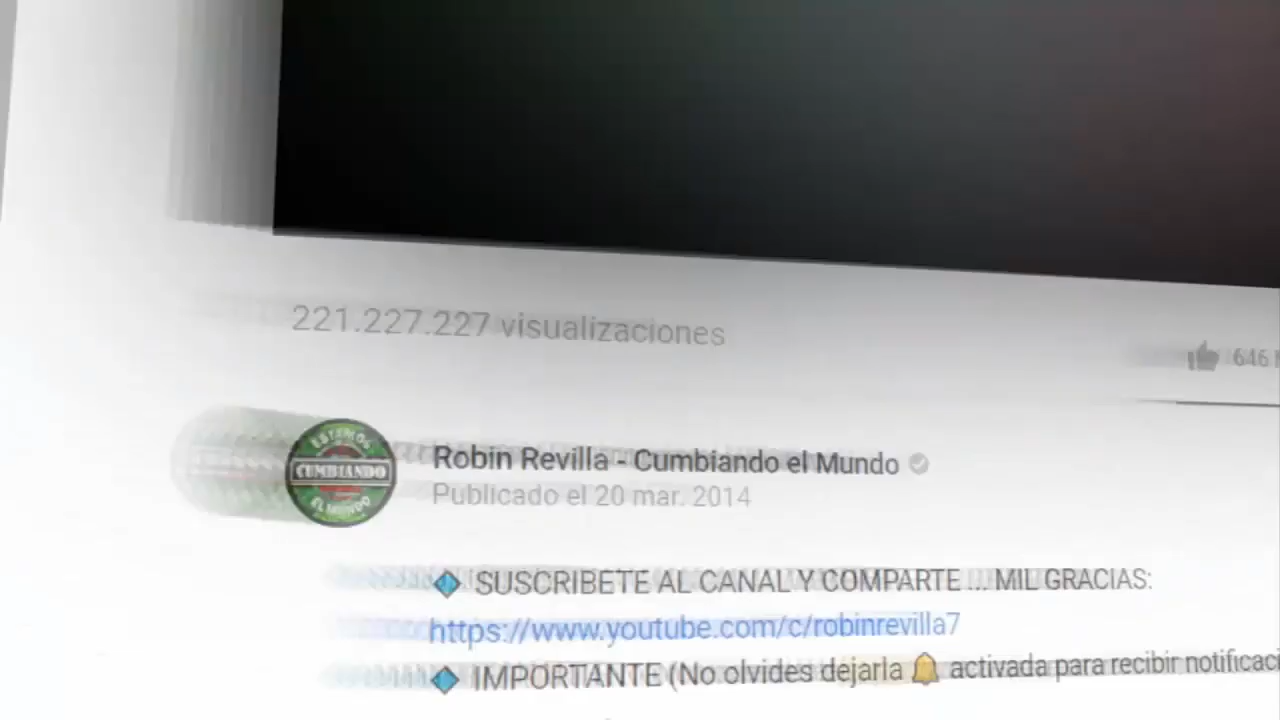 221.227.227 visualizaciones
646
ESTAMOS
CUMBIANDO
EL MUNDO
Robin Revilla - Cumbiando el Mundo
Publicado el 20 mar. 2014
SUSCRIBETE AL CANAL Y COMPARTE ... MIL GRACIAS:
https://www.youtube.com/c/robinrevilla7
IMPORTANTE (No olvides dejarla 🔔 activada para recibir notificaci